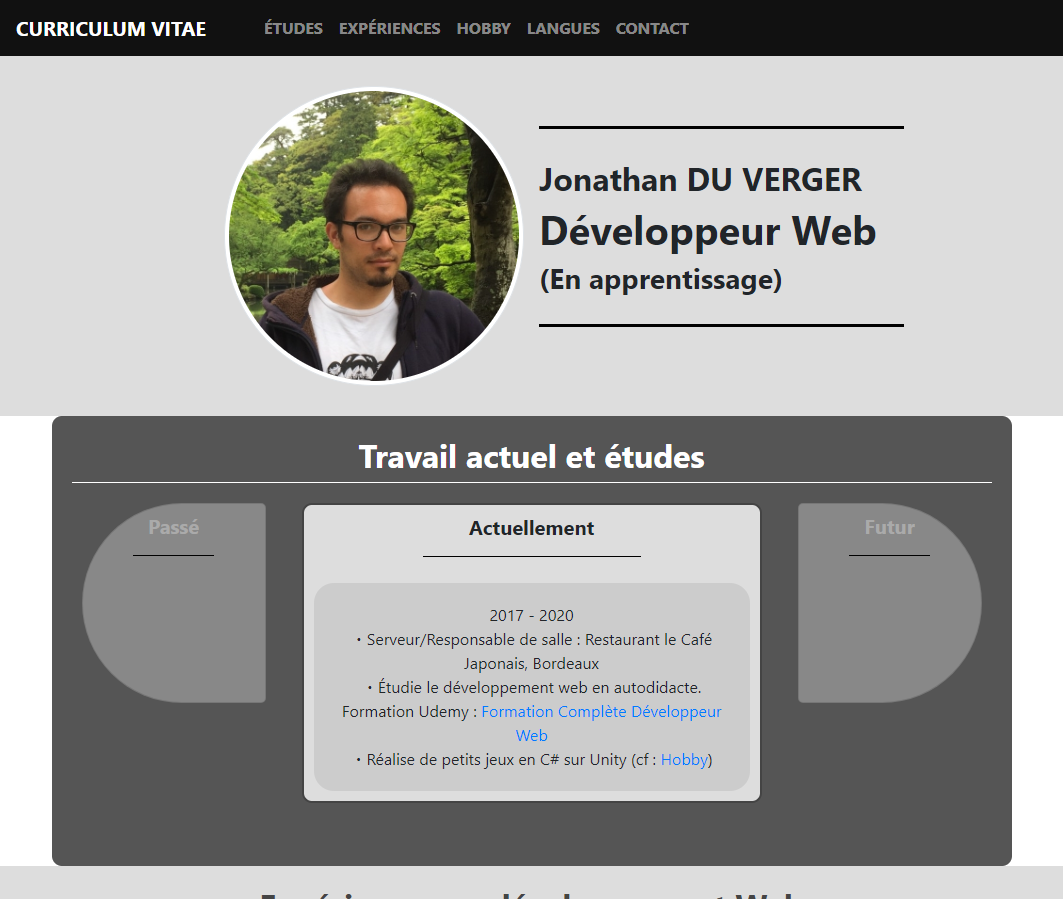 CURRICULUM VITAE ÉTUDES EXPÉRIENCES HOBBY LANGUES CONTACT
Jonathan DU VERGER
Développeur Web
(En apprentissage)
Travail actuel et études
Passé
Actuellement
Futur
2017 - 2020
• Serveur/Responsable de salle : Restaurant le Café
Japonais, Bordeaux
• Étudie le développement web en autodidacte.
Formation Udemy : Formation Complète Développeur
Web
• Réalise de petits jeux en C# sur Unity (cf : Hobby)